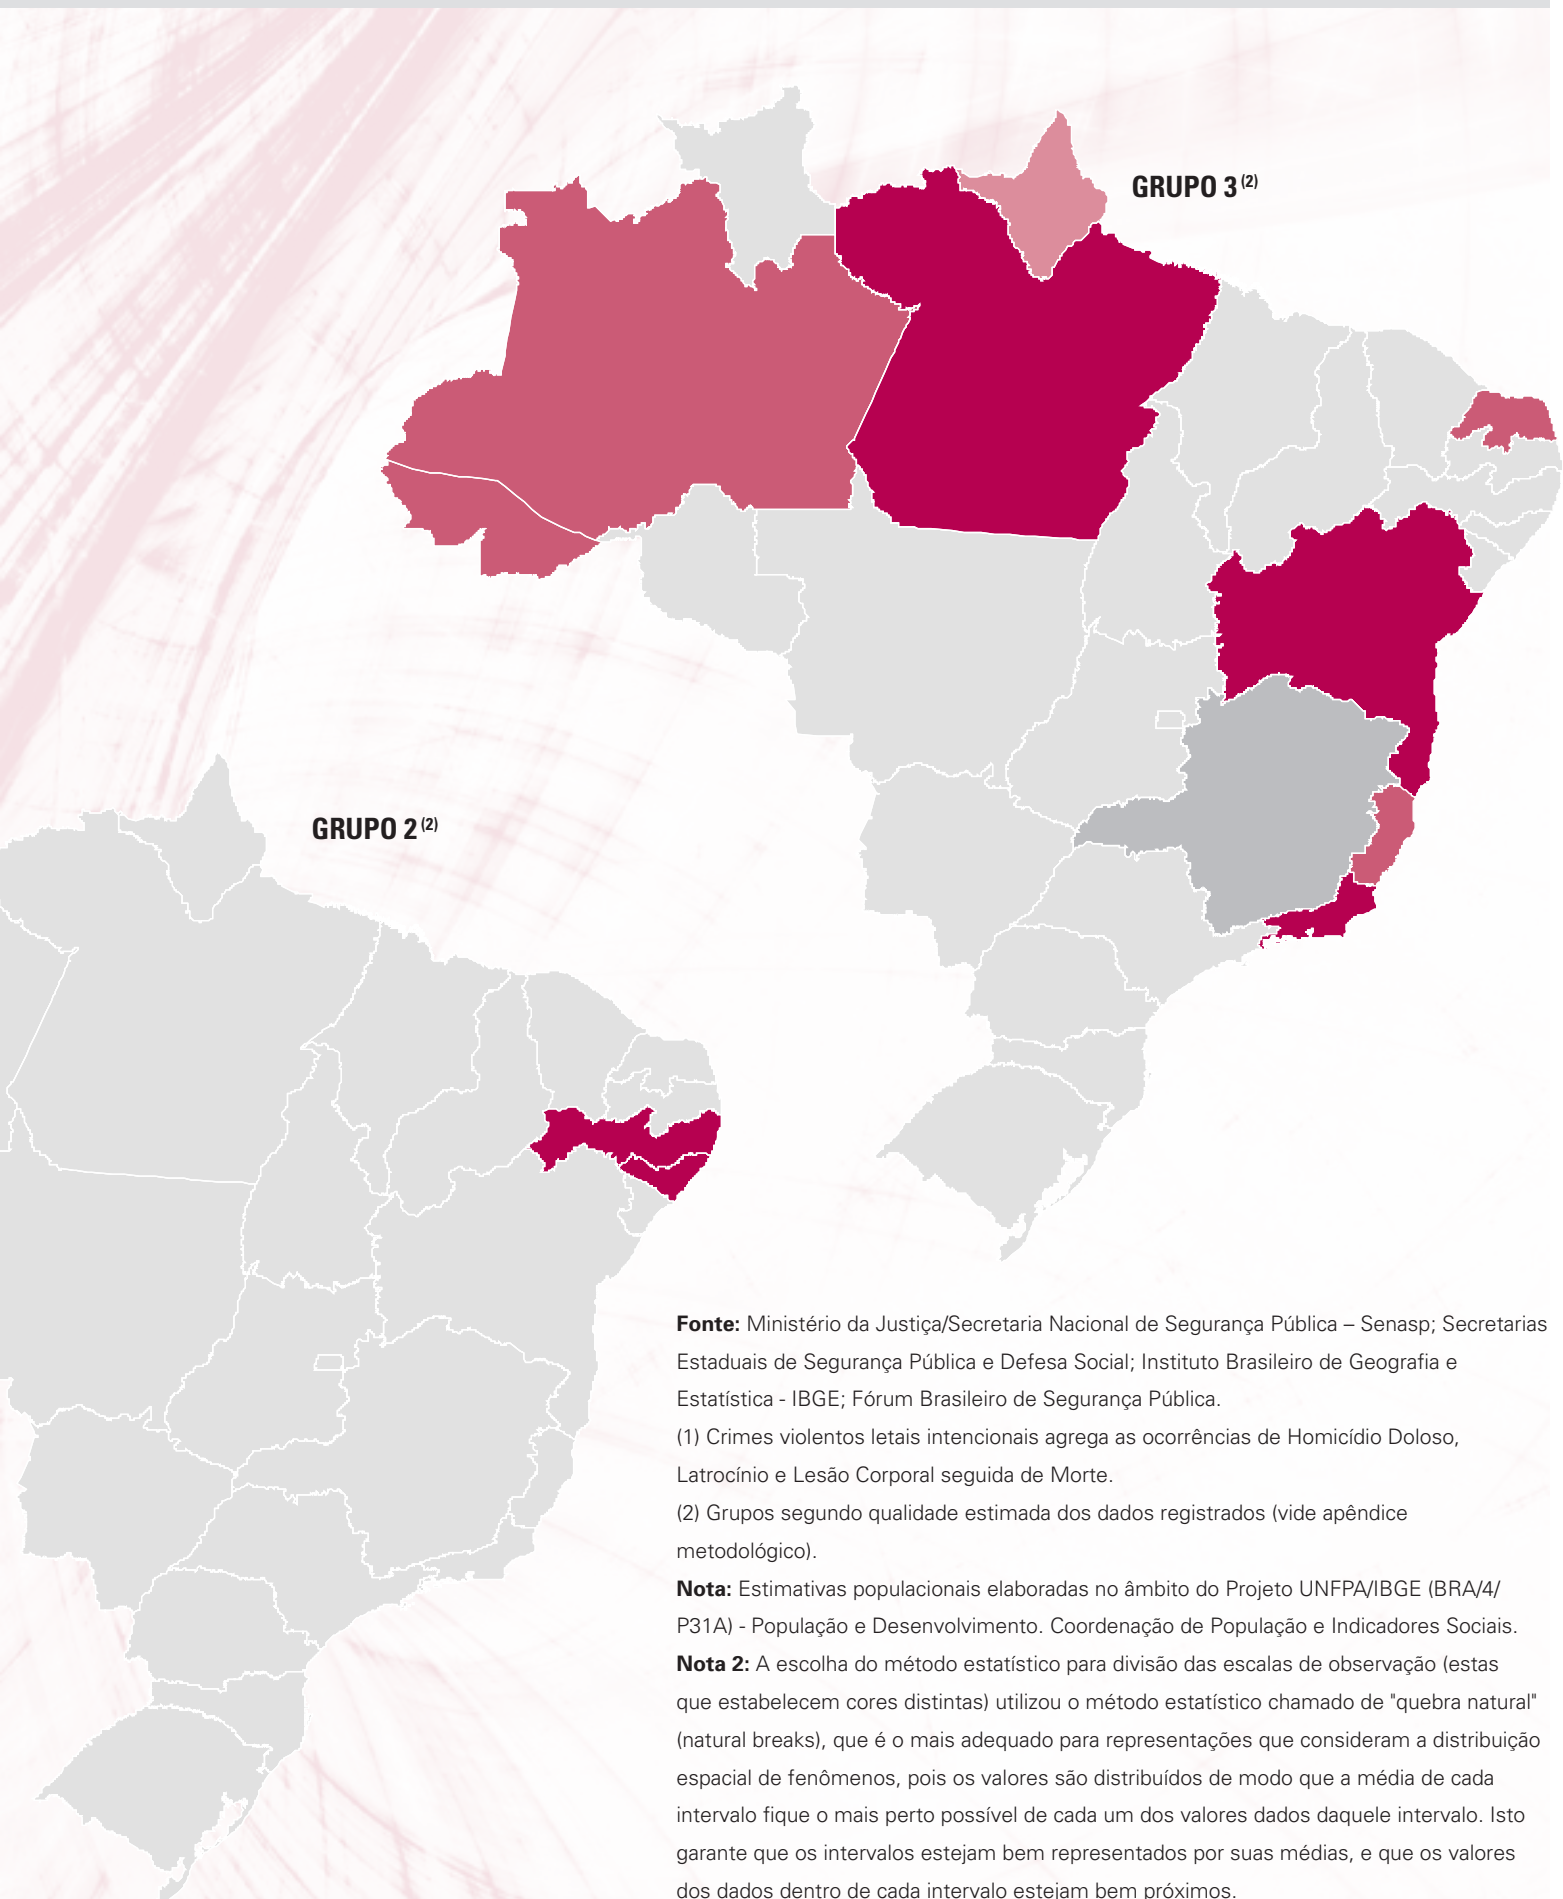 GRUPO 3 (2)
GRUPO 2 (2)
Fonte: Ministério da Justiça/Secretaria Nacional de Segurança Pública – Senasp; Secretarias
Estaduais de Segurança Pública e Defesa Social; Instituto Brasileiro de Geografia e
Estatística - IBGE; Fórum Brasileiro de Segurança Pública.
(1) Crimes violentos letais intencionais agrega as ocorrências de Homicídio Doloso,
Latrocínio e Lesão Corporal seguida de Morte.
(2) Grupos segundo qualidade estimada dos dados registrados (vide apêndice
metodológico).
Nota: Estimativas populacionais elaboradas no âmbito do Projeto UNFPA/IBGE (BRA/4/
P31A) - População e Desenvolvimento. Coordenação de População e Indicadores Sociais.
Nota 2: A escolha do método estatístico para divisão das escalas de observação (estas
que estabelecem cores distintas) utilizou o método estatístico chamado de "quebra natural"
(natural breaks), que é o mais adequado para representações que consideram a distribuição
espacial de fenômenos, pois os valores são distribuídos de modo que a média de cada
intervalo fique o mais perto possível de cada um dos valores dados daquele intervalo. Isto
garante que os intervalos estejam bem representados por suas médias, e que os valores
dos dados dentro de cada intervalo estejam bem próximos.